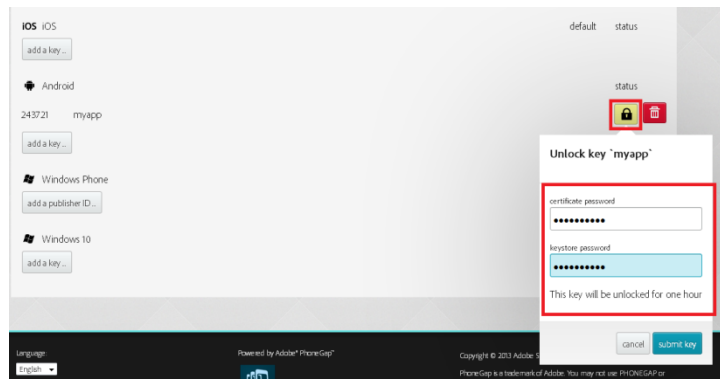 iOS iOS default status
add a key ...
Android status
243721 myapp
add a key ...
Unlock key `myapp`
Windows Phone
add a publisher ID ...
certificate password
Windows 10
keystore password
add a key ...
This key will be unlocked for one hour
cancel submit key
Language:
English
Powered by Adobe® PhoneGap™
Copyright © 2013 Adobe S
PhoneGap is a trademark of Adobe. You may not use PHONEGAP or